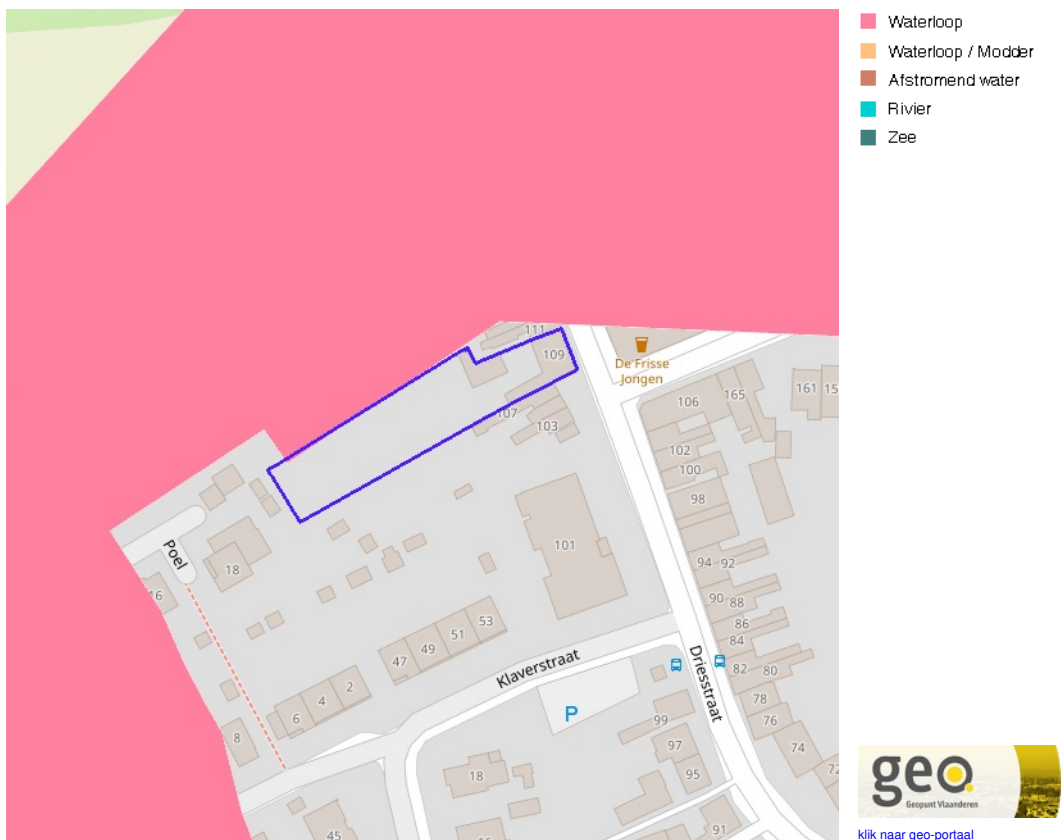 Waterloop
Waterloop / Modder
Afstromend water
Rivier
Zee
111
109
De Frisse
Jongen
107
103
106
165
161
15
102
100
98
101
94
92
90
88
86
84
82
80
78
76
74
72
Poel
16
18
53
51
49
47
2
4
6
8
Klaverstraat
Driesstraat
P
99
97
95
91
18
16
45
geo
Geopunt Vlaanderen
klik naar geo-portaal